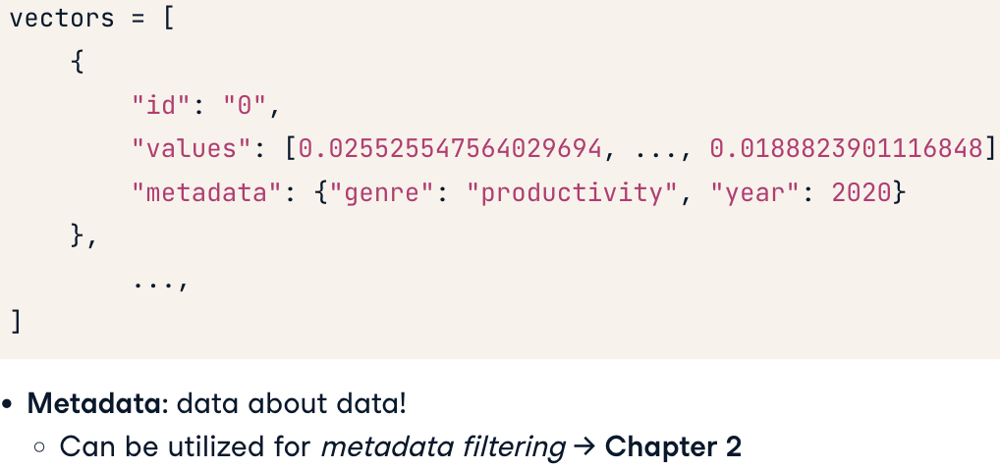 vectors = [
    {
        "id": "0",
        "values": [0.025525547564029694, ..., 0.0188823901116848]
        "metadata": {"genre": "productivity", "year": 2020}
    },
        ...,
]
• Metadata: data about data!
○ Can be utilized for metadata filtering → Chapter 2